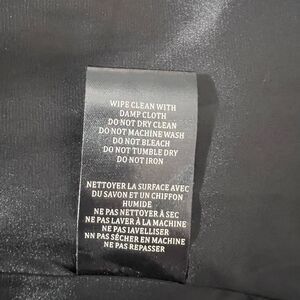 WIPE CLEAN WITH
DAMP CLOTH
DO NOT DRY CLEAN
DO NOT MACHINE WASH
DO NOT BLEACH
DO NOT TUMBLE DRY
DO NOT IRON
NETTOYER LA SURFACE AVEC
DU SAVON ET UN CHIFFON
HUMIDE
NE PAS NETTOYER À SEC
NE PAS LAVER À LA MACHINE
NE PAS JAVELLISER
NN PAS SÉCHER EN MACHINE
NE PAS REPASSER